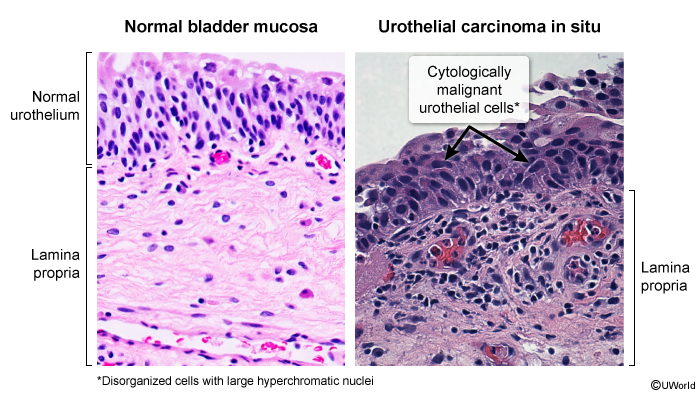 Normal bladder mucosa
Urothelial carcinoma in situ
Cytologically
malignant
urothelial cells*
Normal
urothelium
Lamina
propria
Lamina
propria
*Disorganized cells with large hyperchromatic nuclei
©UWorld